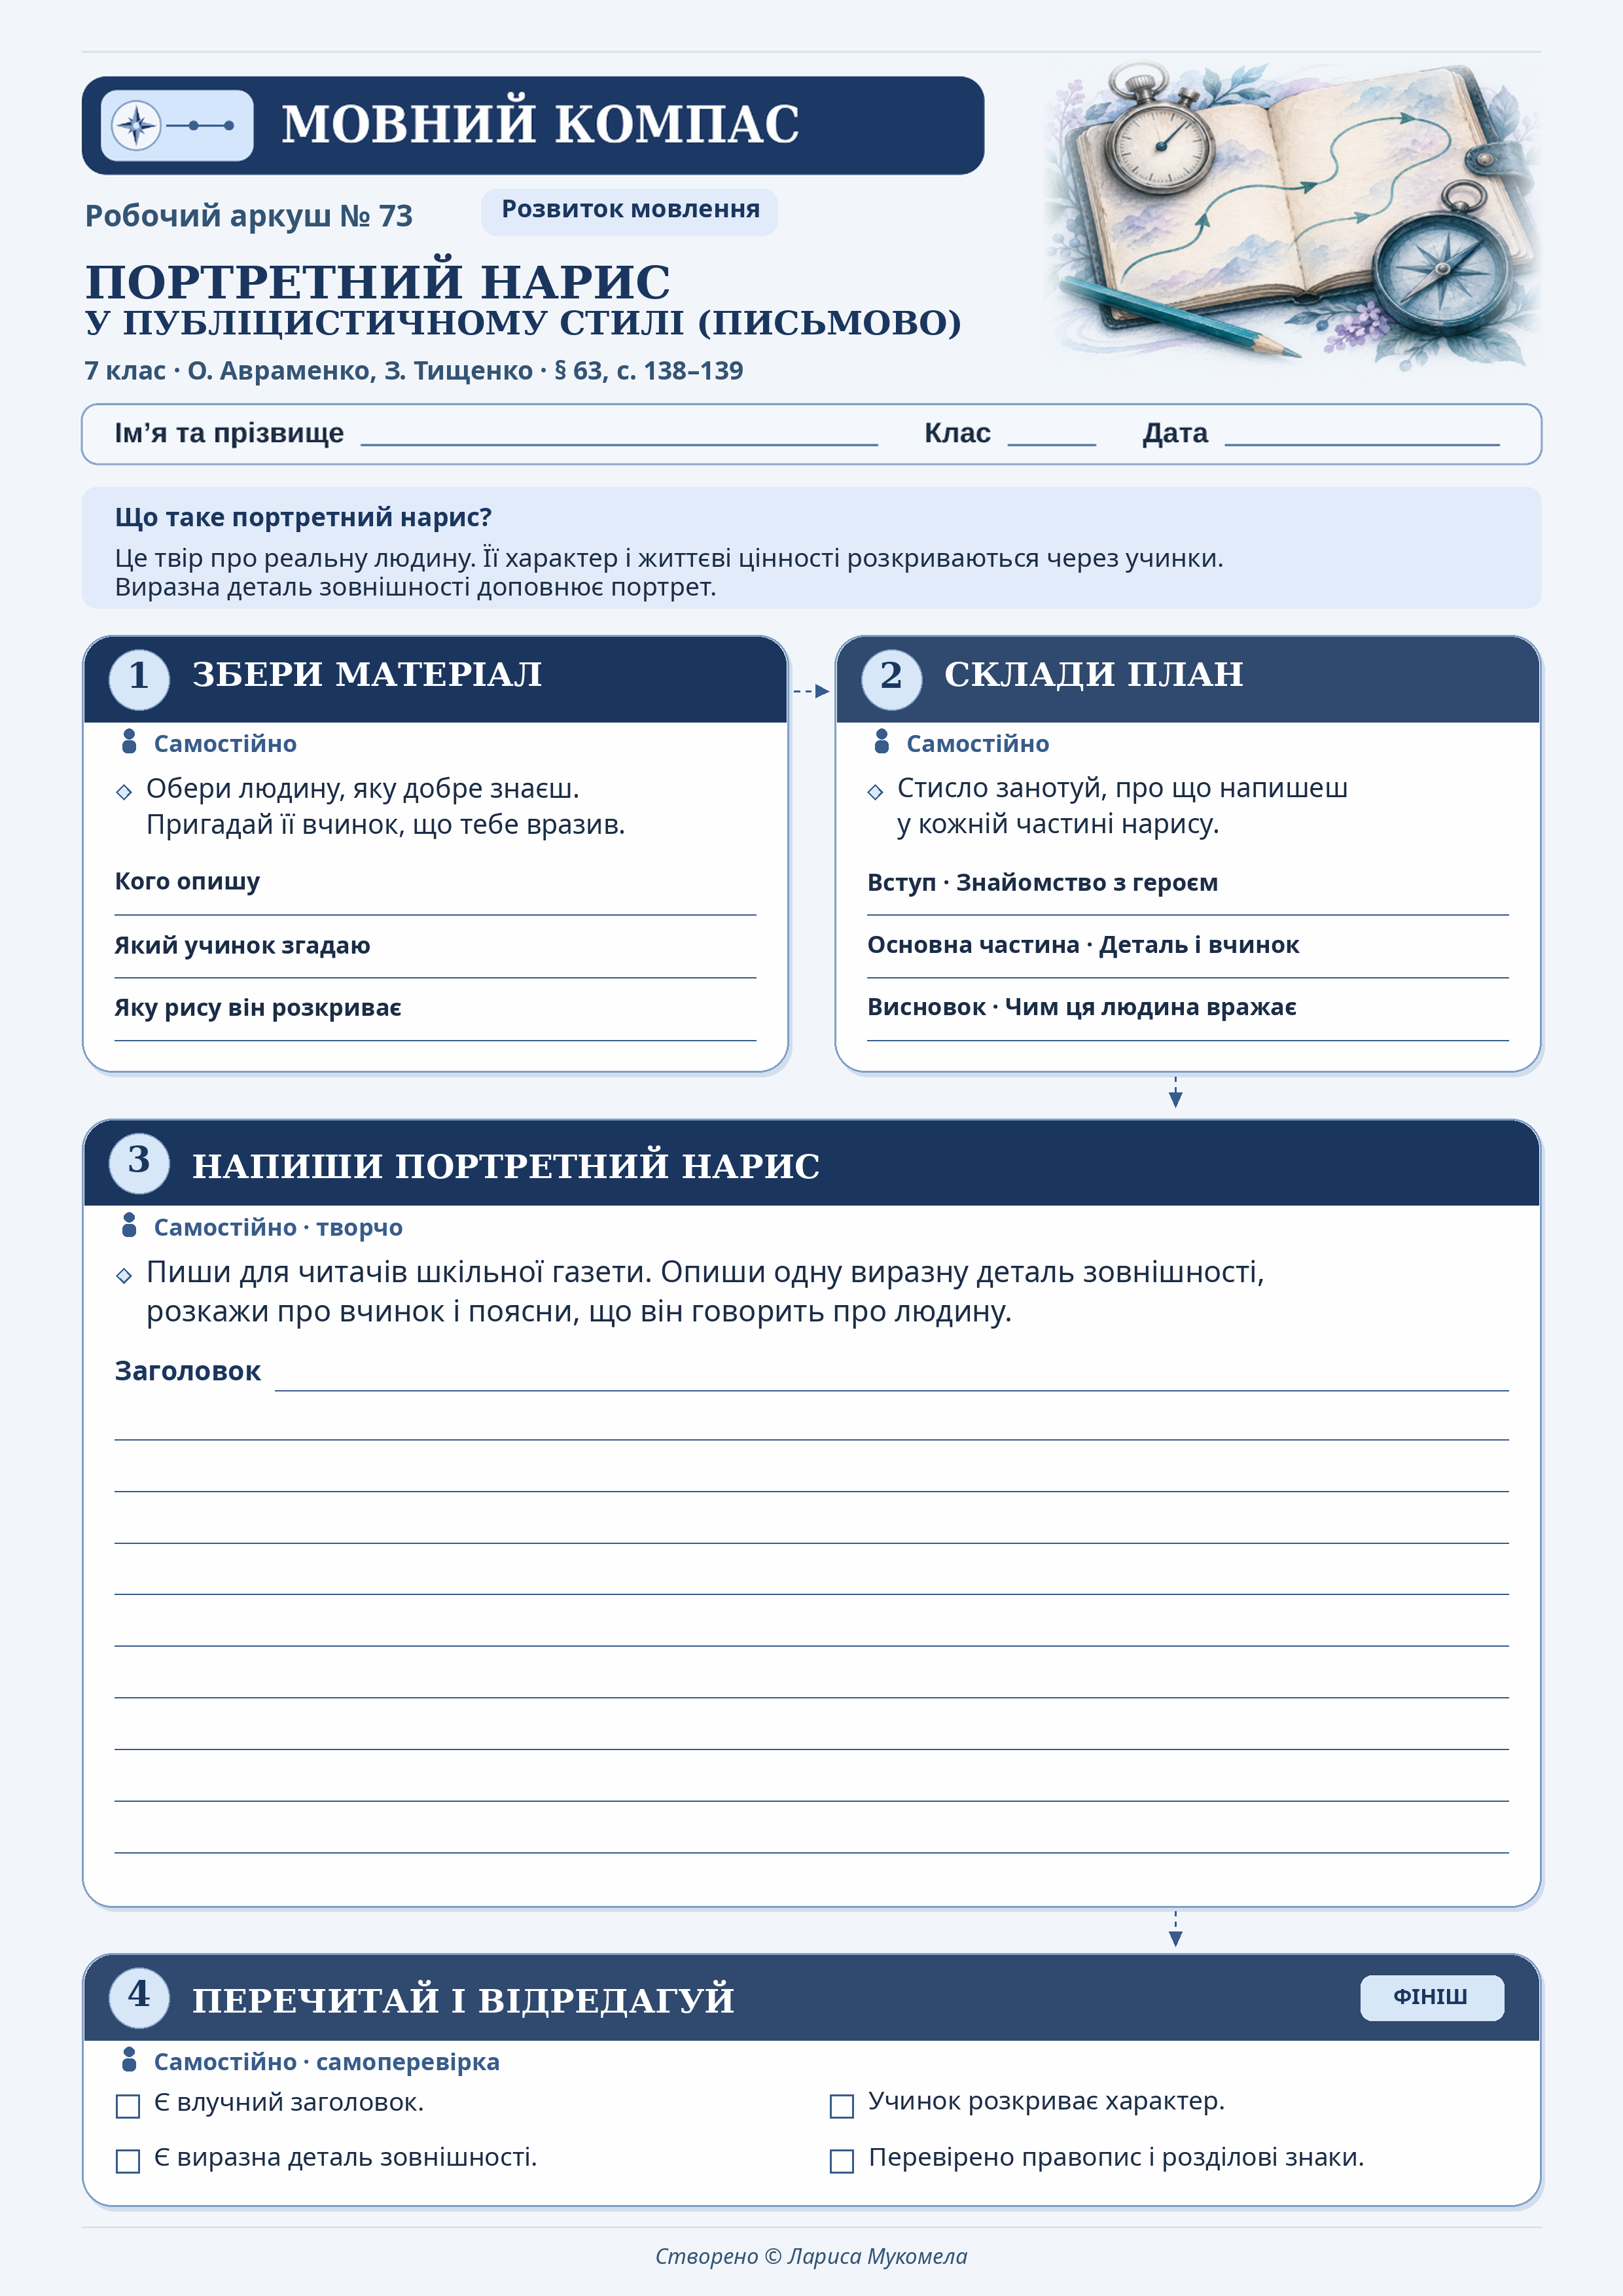 МОВНИЙ КОМПАС
Робочий аркуш № 73
Розвиток мовлення
ПОРТРЕТНИЙ НАРИС
У ПУБЛІЦИСТИЧНОМУ СТИЛІ (ПИСЬМОВО)
7 клас · О. Авраменко, З. Тищенко · § 63, с. 138–139
Ім’я та прізвище Клас Дата
Що таке портретний нарис?
Це твір про реальну людину. Її характер і життєві цінності розкриваються через учинки.
Виразна деталь зовнішності доповнює портрет.
1 ЗБЕРИ МАТЕРІАЛ
Самостійно
Обери людину, яку добре знаєш.
Пригадай її вчинок, що тебе вразив.
Кого опишу
Який учинок згадаю
Яку рису він розкриває
2 СКЛАДИ ПЛАН
Самостійно
Стисло занотуй, про що напишеш
у кожній частині нарису.
Вступ · Знайомство з героєм
Основна частина · Деталь і вчинок
Висновок · Чим ця людина вражає
3 НАПИШИ ПОРТРЕТНИЙ НАРИС
Самостійно · творчо
Пиши для читачів шкільної газети. Опиши одну виразну деталь зовнішності,
розкажи про вчинок і поясни, що він говорить про людину.
Заголовок
4 ПЕРЕЧИТАЙ І ВІДРЕДАГУЙ
ФІНІШ
Самостійно · самоперевірка
Є влучний заголовок.
Учинок розкриває характер.
Є виразна деталь зовнішності.
Перевірено правопис і розділові знаки.
Створено © Лариса Мукомела